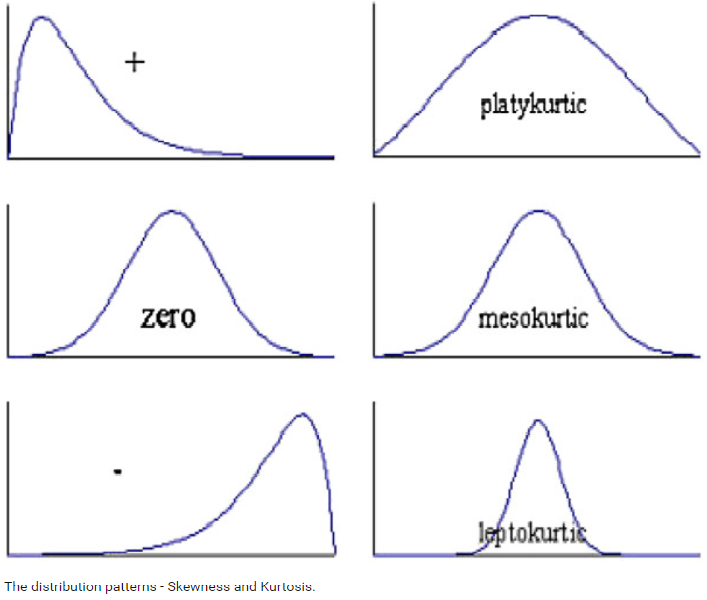 +
platykurtic
zero
mesokurtic
-
leptokurtic
The distribution patterns - Skewness and Kurtosis.